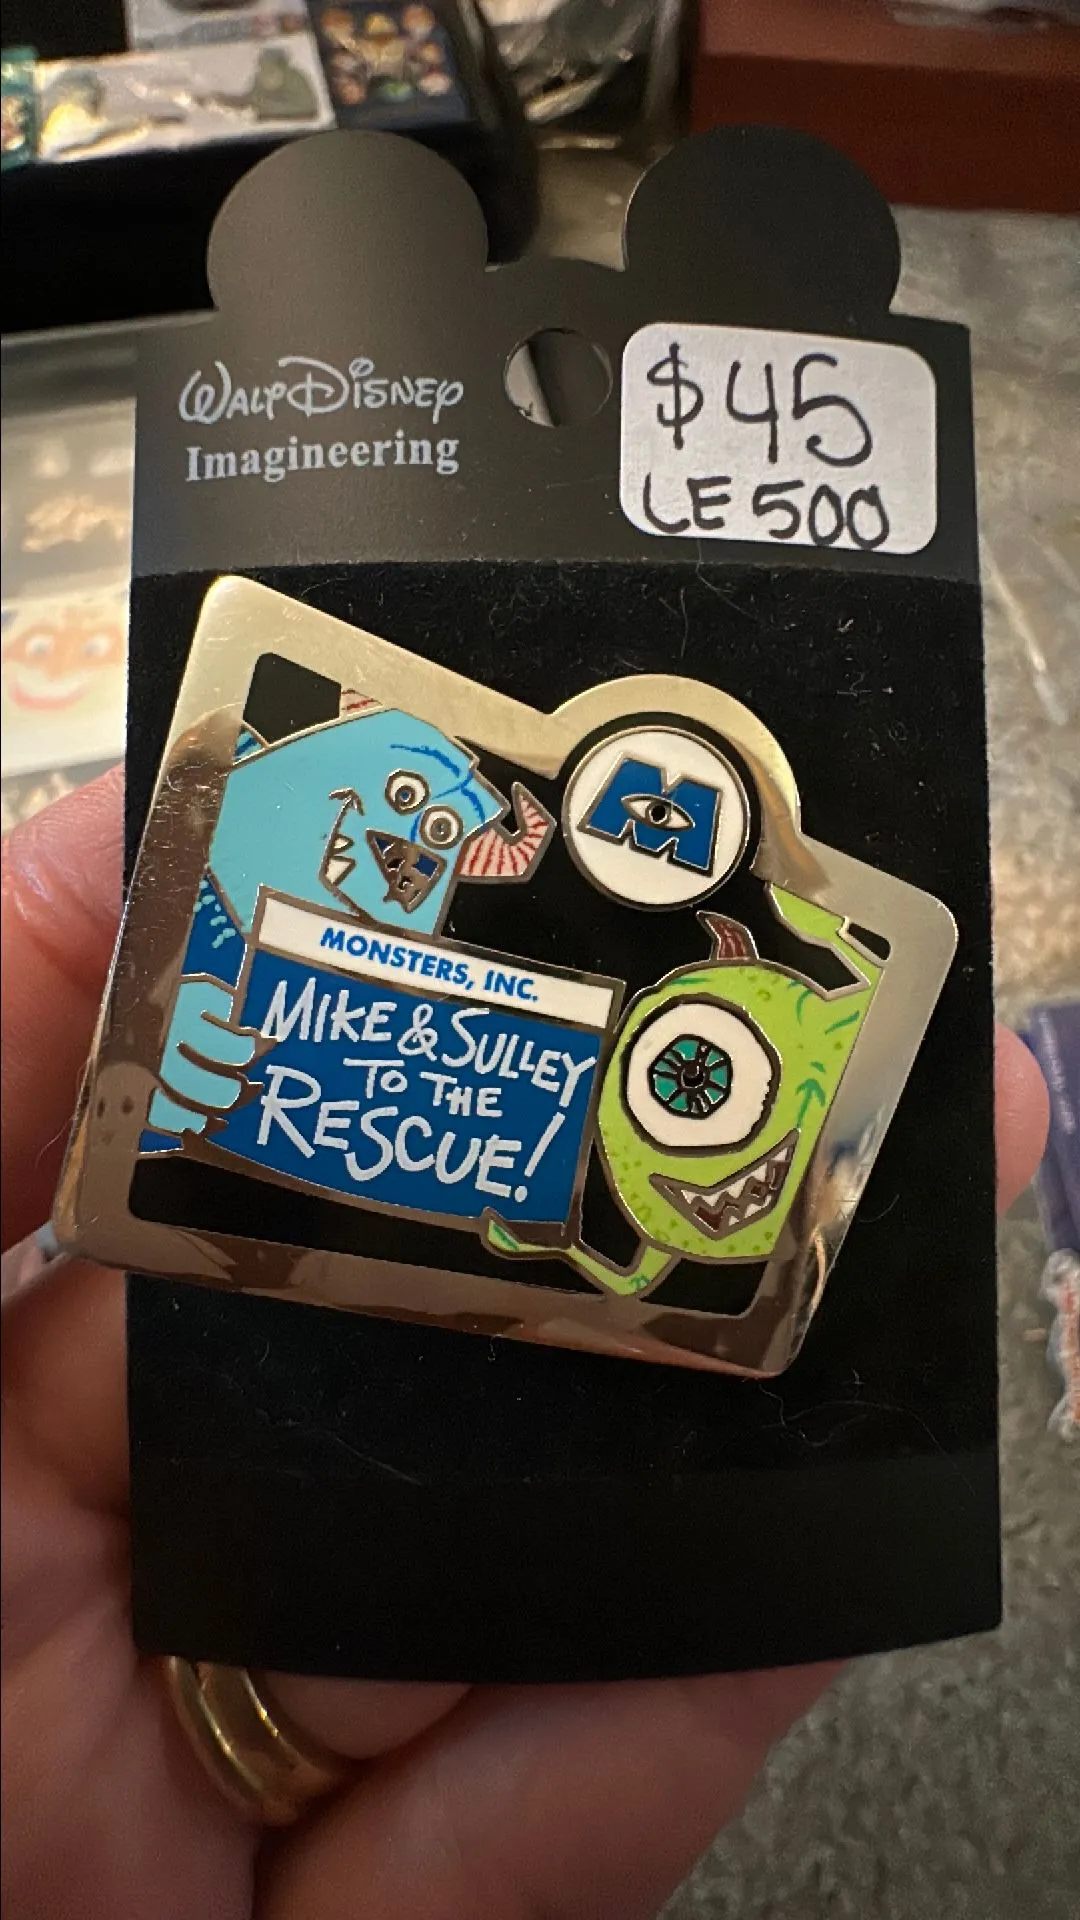 WALT DISNEY
Imagineering
$45
LE 500
M
MONSTERS, INC.
MIKE & SULLEY
TO THE
RESCUE!